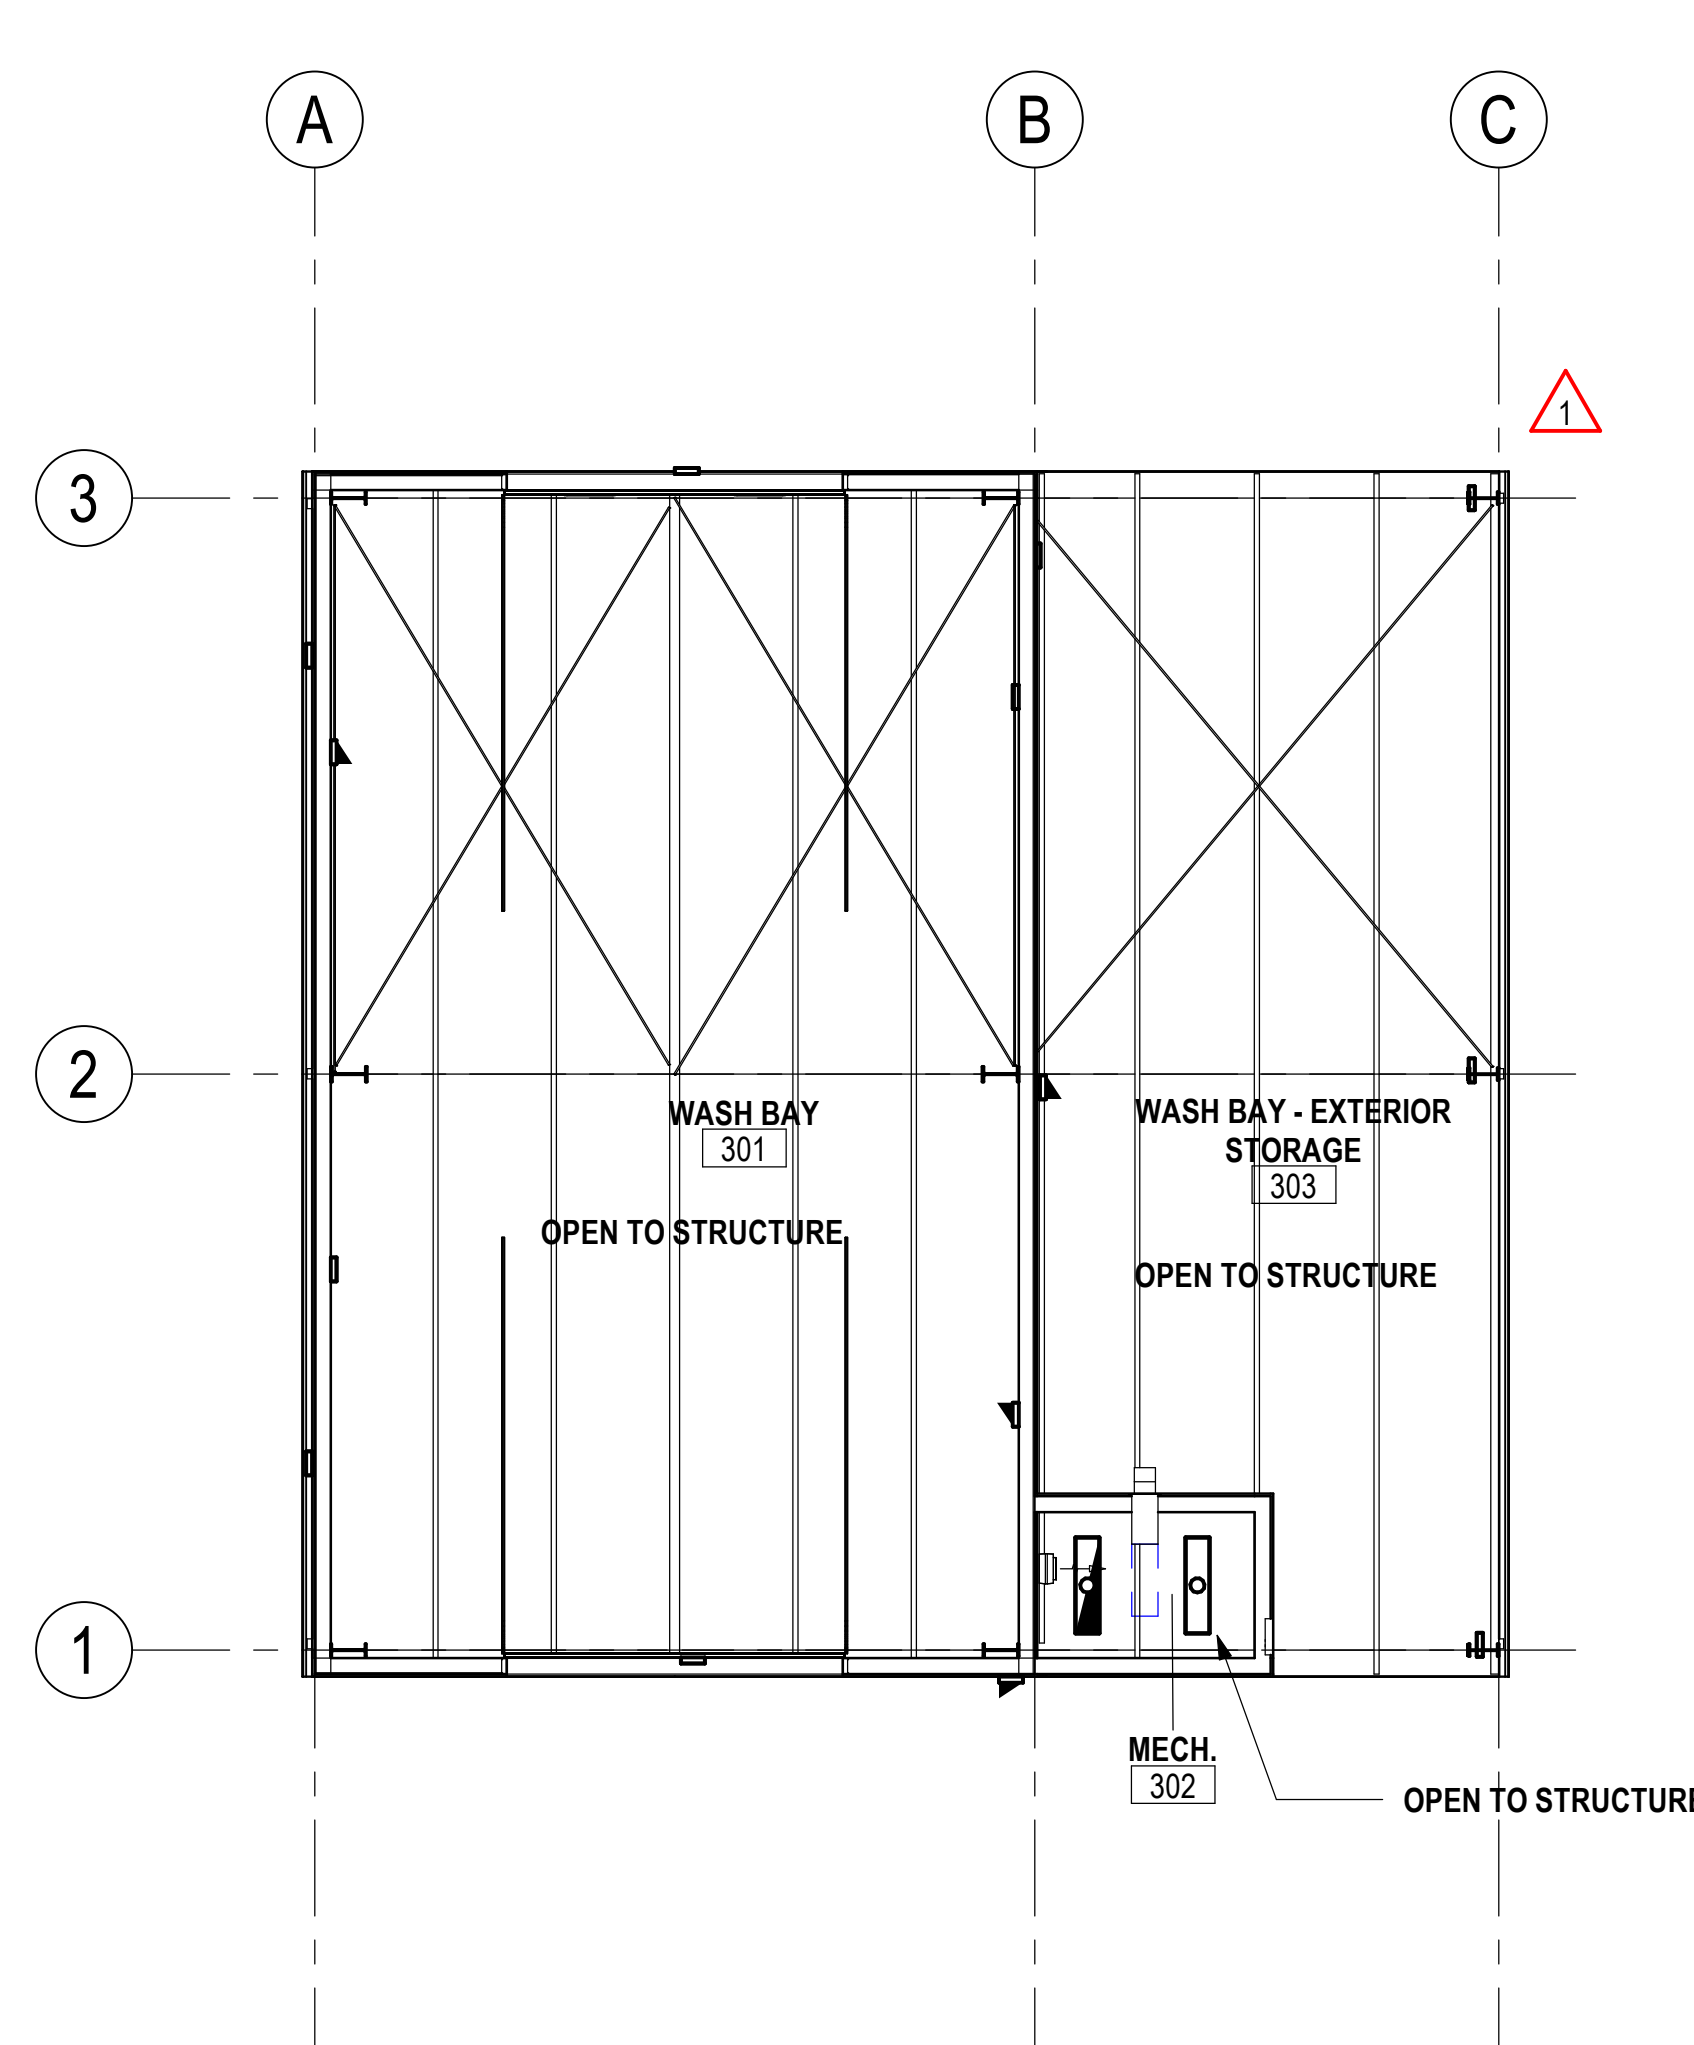 A
B
C
1
3
2
WASH BAY
301
WASH BAY - EXTERIOR
STORAGE
303
OPEN TO STRUCTURE
OPEN TO STRUCTURE
1
MECH.
302
OPEN TO STRUCTURE